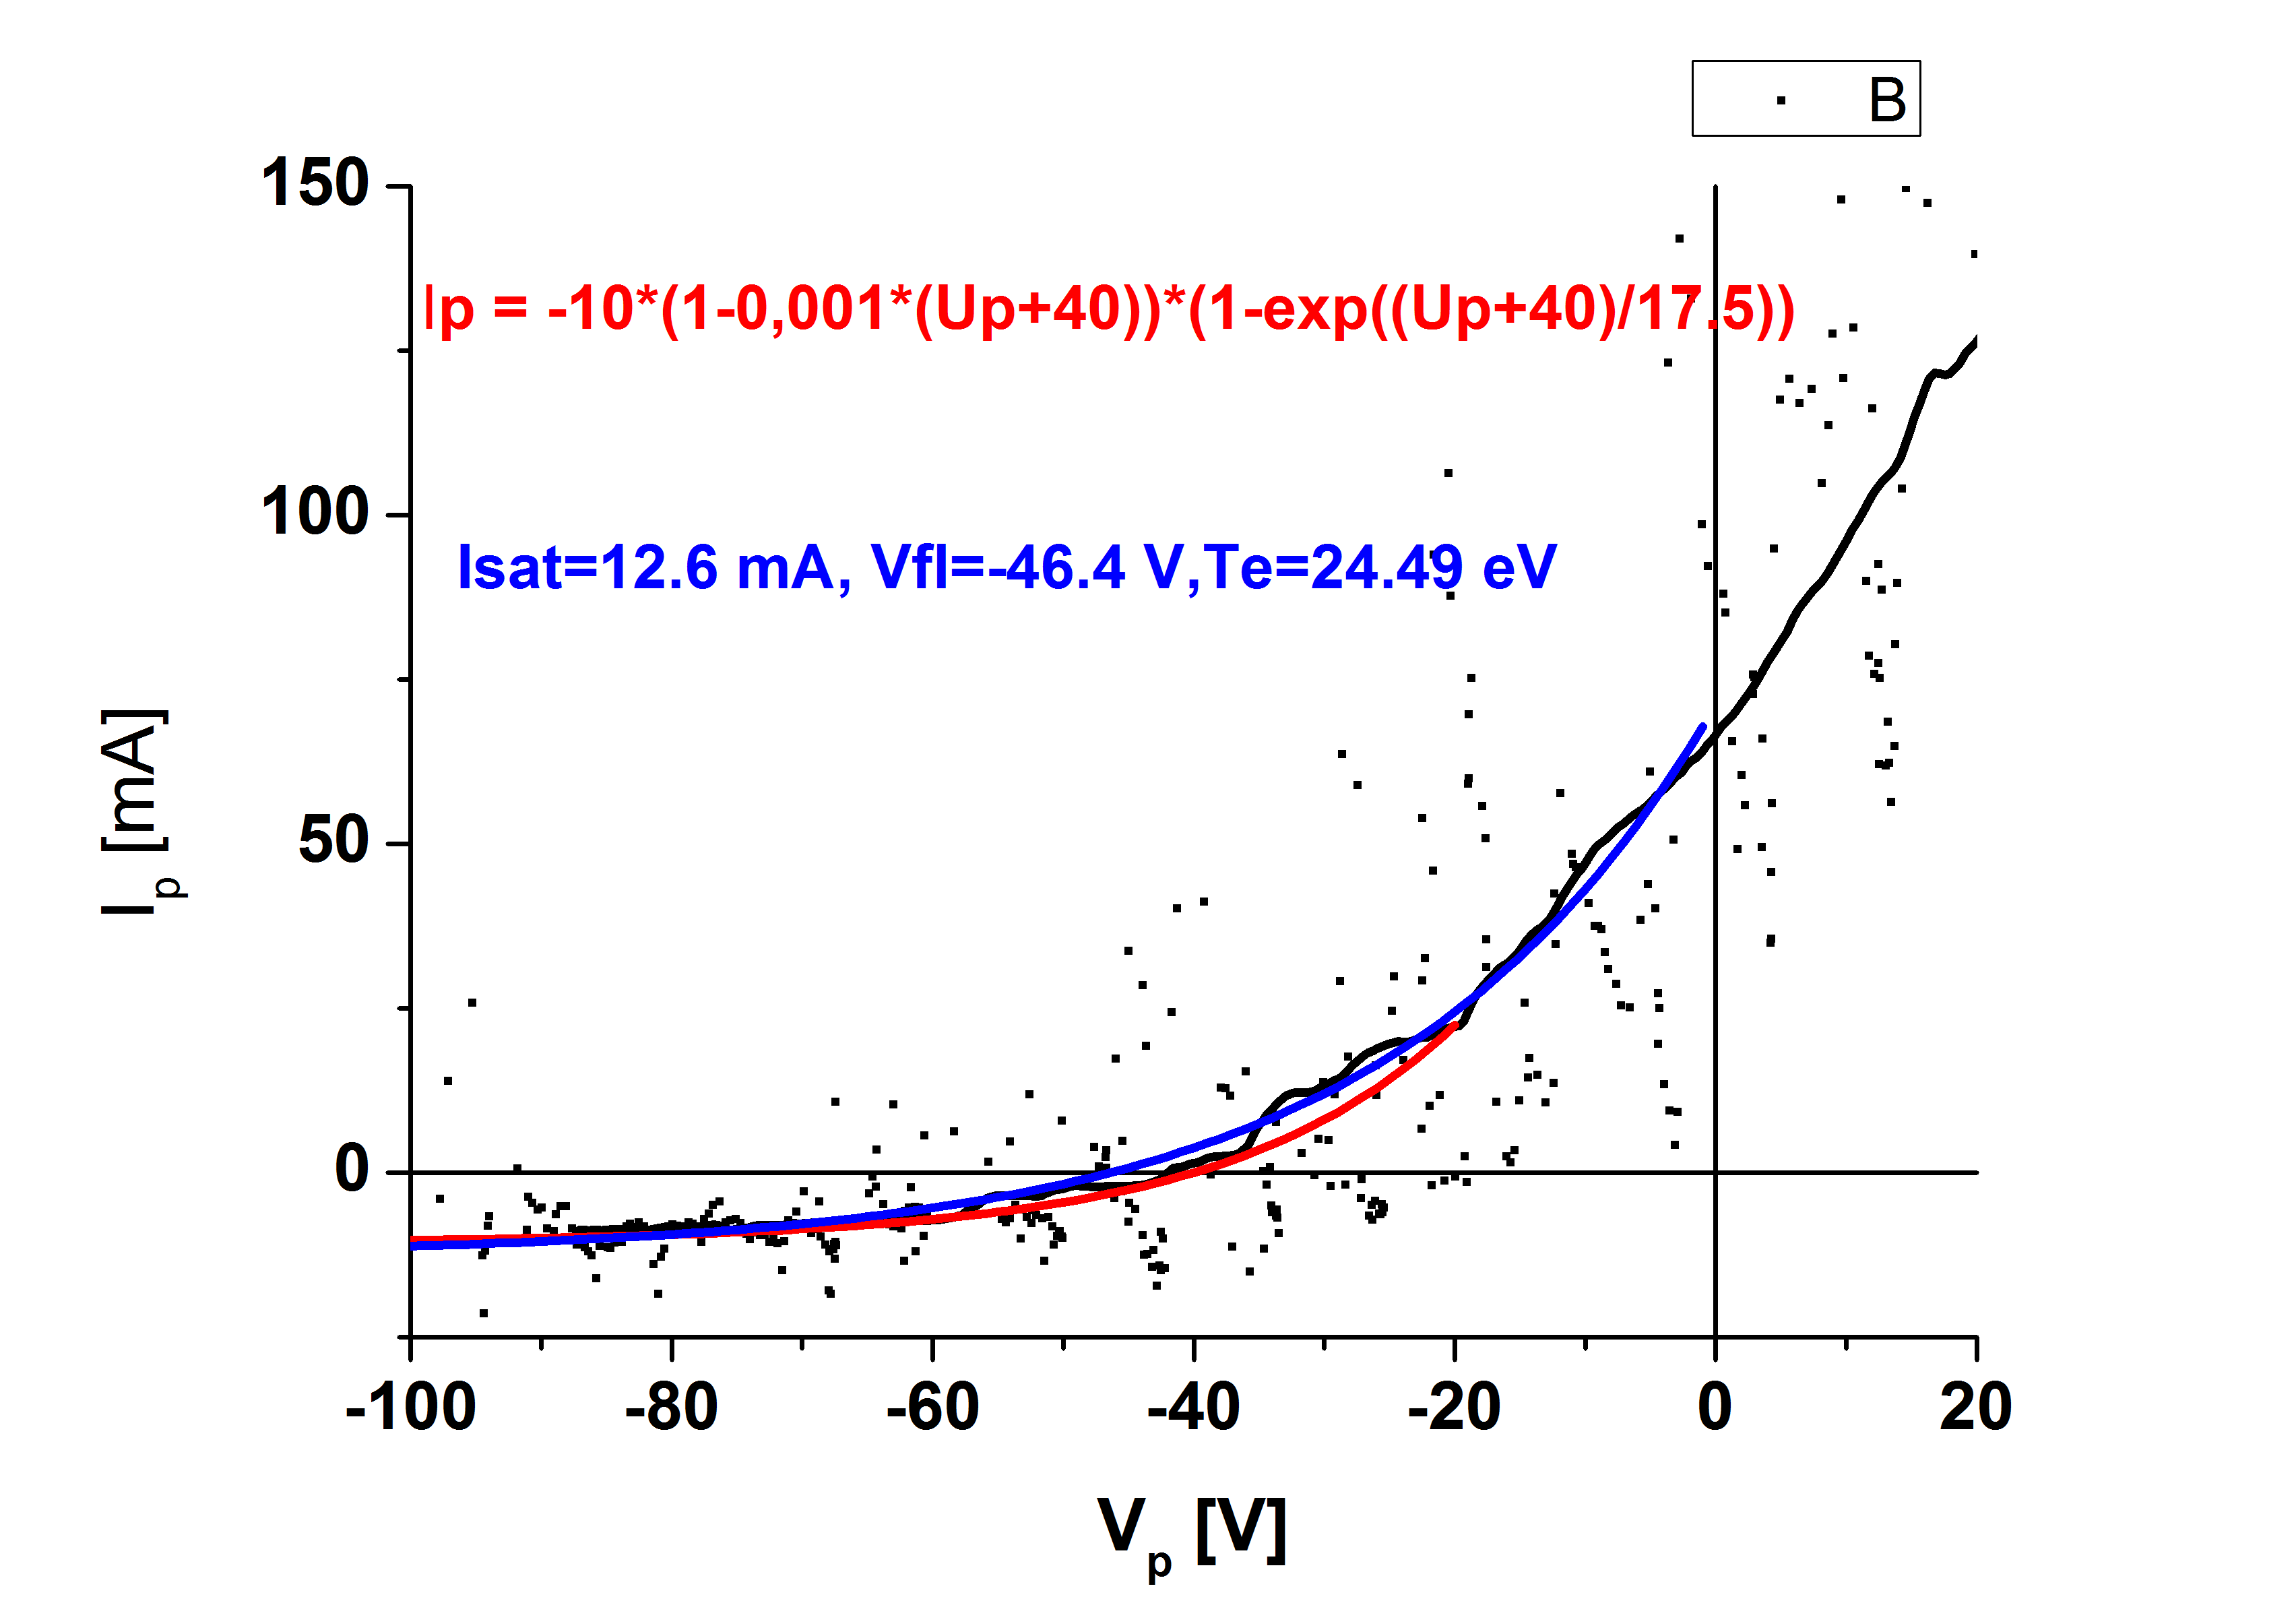 B
150
Ip = -10*(1-0,001*(Up+40))*(1-exp((Up+40)/17.5))
100
Isat=12.6 mA, Vfl=-46.4 V,Te=24.49 eV
Ip [mA]
50
0
-100 -80 -60 -40 -20 0 20
Vp [V]